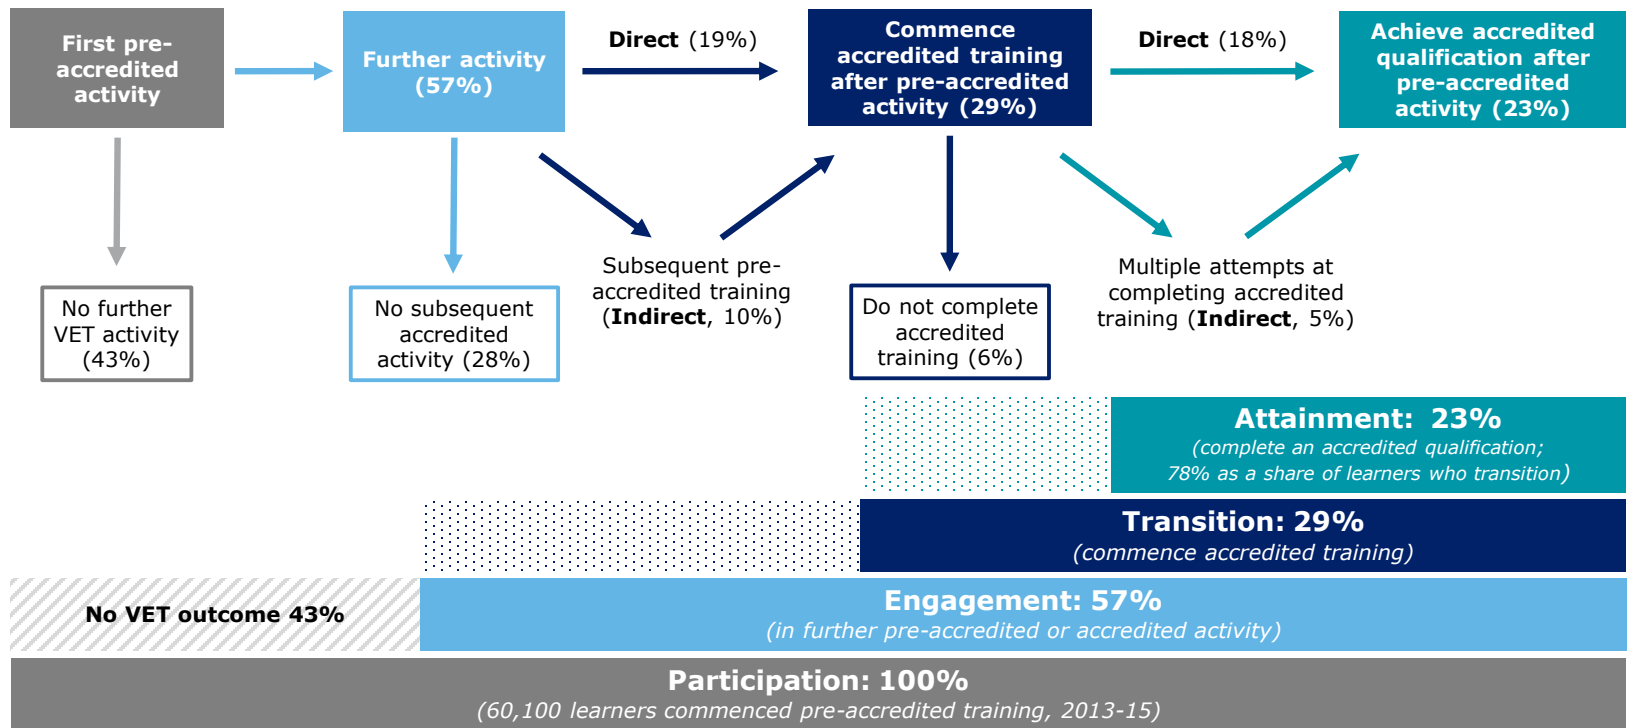 First pre-
accredited
activity
Further activity
(57%)
Direct (19%)
Commence
accredited training
after pre-accredited
activity (29%)
Direct (18%)
Achieve accredited
qualification after
pre-accredited
activity (23%)
No further
VET activity
(43%)
No subsequent
accredited
activity (28%)
Subsequent pre-
accredited training
(Indirect, 10%)
Do not complete
accredited
training (6%)
Multiple attempts at
completing accredited
training (Indirect, 5%)
Attainment: 23%
(complete an accredited qualification;
78% as a share of learners who transition)
Transition: 29%
(commence accredited training)
No VET outcome 43%
Engagement: 57%
(in further pre-accredited or accredited activity)
Participation: 100%
(60,100 learners commenced pre-accredited training, 2013-15)